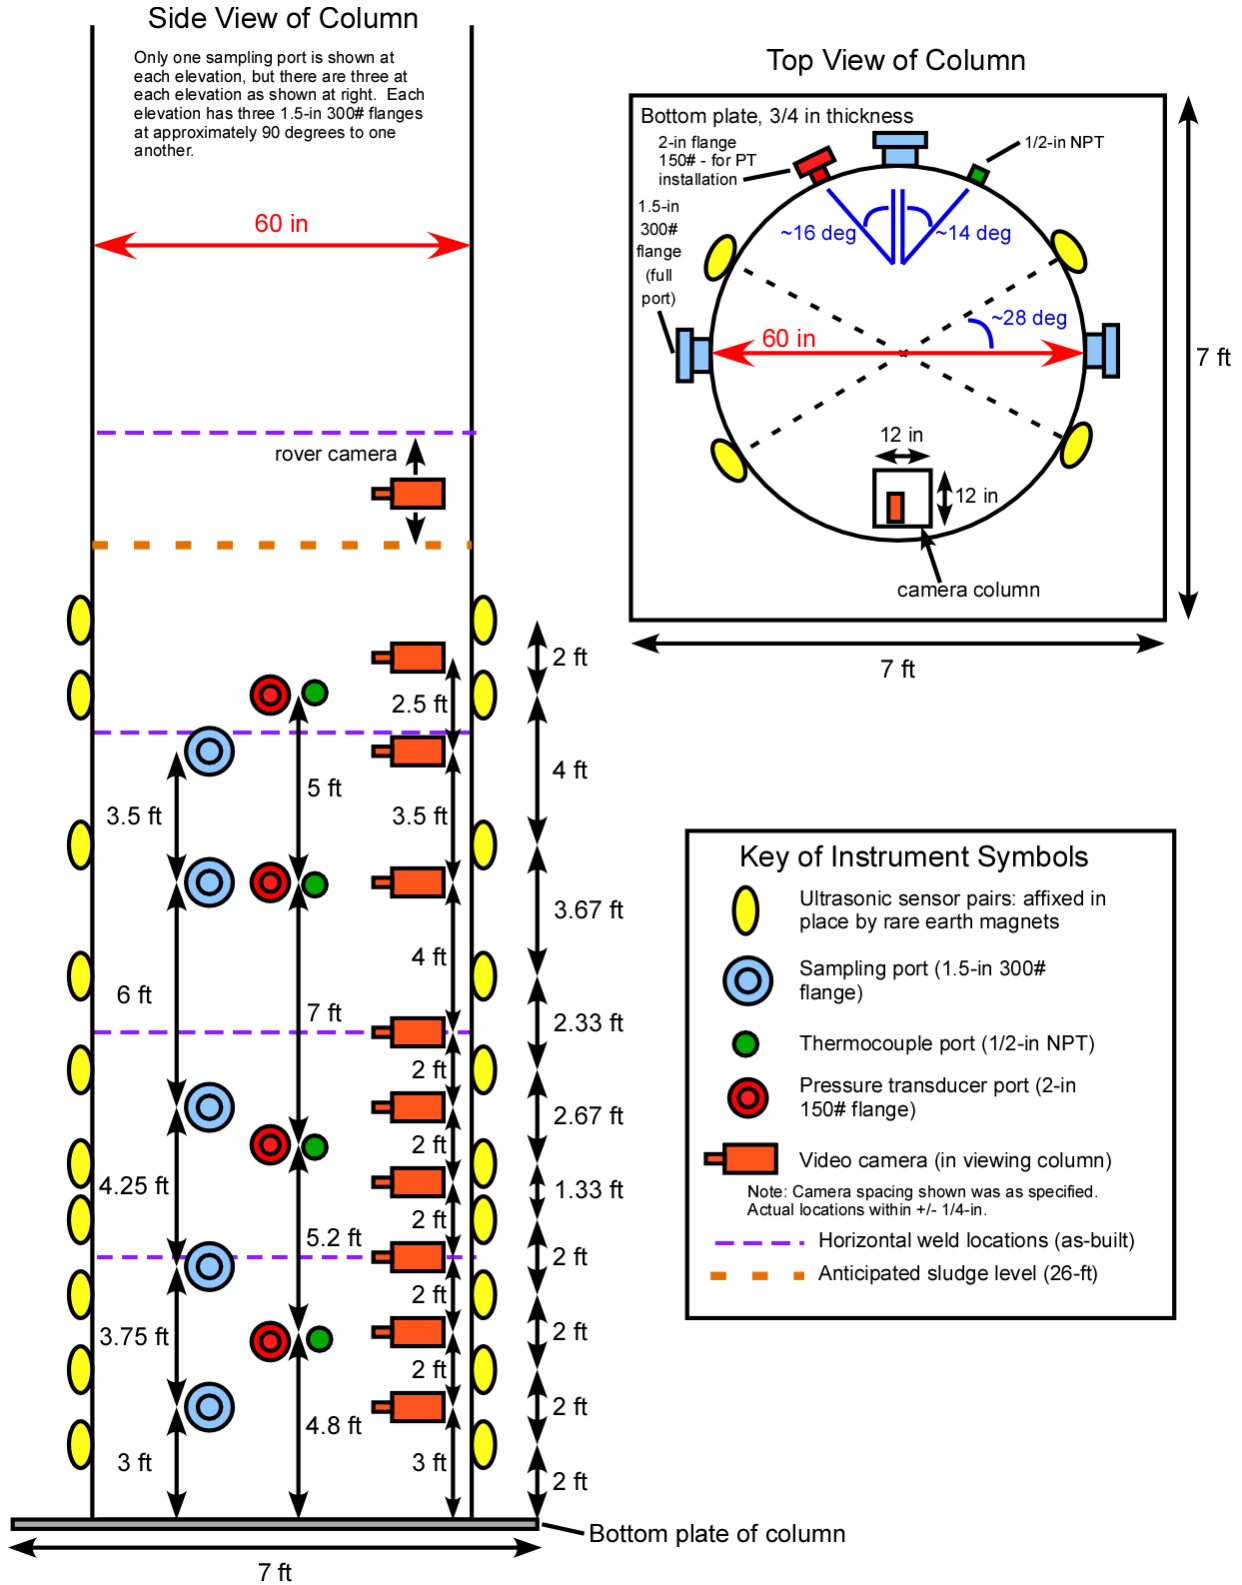 Side View of Column
Only one sampling port is shown at
each elevation, but there are three at
each elevation as shown at right.  Each
elevation has three 1.5-in 300# flanges
at approximately 90 degrees to one
another.
60 in
rover camera
2.5 ft
5 ft
3.5 ft
3.5 ft
4 ft
6 ft
7 ft
2 ft
2 ft
4.25 ft
2 ft
5.2 ft
2 ft
3.75 ft
2 ft
4.8 ft
3 ft
3 ft
2 ft
4 ft
3.67 ft
2.33 ft
2.67 ft
1.33 ft
2 ft
2 ft
2 ft
2 ft
Bottom plate of column
7 ft
Top View of Column
Bottom plate, 3/4 in thickness
2-in flange
150# - for PT
installation
1/2-in NPT
1.5-in
300#
flange
(full
port)
~16 deg
~14 deg
~28 deg
60 in
12 in
12 in
camera column
7 ft
7 ft
Key of Instrument Symbols
Ultrasonic sensor pairs: affixed in
place by rare earth magnets
Sampling port (1.5-in 300#
flange)
Thermocouple port (1/2-in NPT)
Pressure transducer port (2-in
150# flange)
Video camera (in viewing column)
Note: Camera spacing shown was as specified.
Actual locations within +/- 1/4-in.
Horizontal weld locations (as-built)
Anticipated sludge level (26-ft)